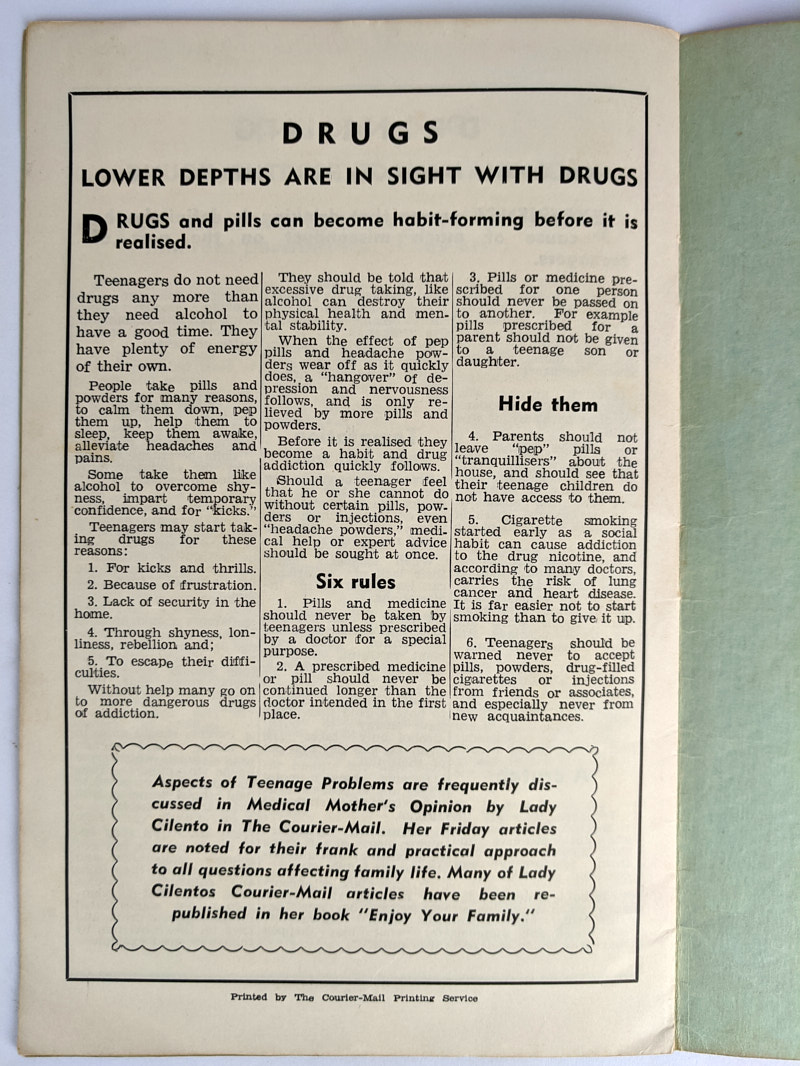 DRUGS
LOWER DEPTHS ARE IN SIGHT WITH DRUGS
DRUGS and pills can become habit-forming before it is
realised.
Teenagers do not need
drugs any more than
they need alcohol to
have a good time. They
have plenty of energy
of their own.
People take pills and
powders for many reasons,
to calm them down, pep
them up, help them to
sleep, keep them awake,
alleviate headaches and
pains.
Some take them like
alcohol to overcome shy-
ness, impart temporary
confidence, and for "kicks."
Teenagers may start tak-
ing drugs for these
reasons:
1. For kicks and thrills.
2. Because of frustration.
3. Lack of security in the
home.
4. Through shyness, lon-
liness, rebellion and;
5. To escape their diffi-
culties.
Without help many go on
to more dangerous drugs
of addiction.
They should be told that
excessive drug taking, like
alcohol can destroy their
physical health and men-
tal stability.
When the effect of pep
pills and headache pow-
ders wear off as it quickly
does, a "hangover" of de-
pression and nervousness
follows, and is only re-
lieved by more pills and
powders.
Before it is realised they
become a habit and drug
addiction quickly follows.
Should a teenager feel
that he or she cannot do
without certain pills, pow-
ders or injections, even
"headache powders," medi-
cal help or expert advice
should be sought at once.
Six rules
1. Pills and medicine
should never be taken by
teenagers unless prescribed
by a doctor for a special
purpose.
2. A prescribed medicine
or pill should never be
continued longer than the
doctor intended in the first
place.
3. Pills or medicine pre-
scribed for one person
should never be passed on
to another. For example
pills prescribed for a
parent should not be given
to a teenage son or
daughter.
Hide them
4. Parents should not
leave "pep" pills or
"tranquillisers" about the
house, and should see that
their teenage children do
not have access to them.
5. Cigarette smoking
started early as a social
habit can cause addiction
to the drug nicotine, and
according to many doctors,
carries the risk of lung
cancer and heart disease.
It is far easier not to start
smoking than to give it up.
6. Teenagers should be
warned never to accept
pills, powders, drug-filled
cigarettes or injections
from friends or associates,
and especially never from
new acquaintances.
Aspects of Teenage Problems are frequently dis-
cussed in Medical Mother's Opinion by Lady
Cilento in The Courier-Mail. Her Friday articles
are noted for their frank and practical approach
to all questions affecting family life. Many of Lady
Cilentos Courier-Mail articles have been re-
published in her book "Enjoy Your Family."
Printed by The Courier-Mail Printing Service